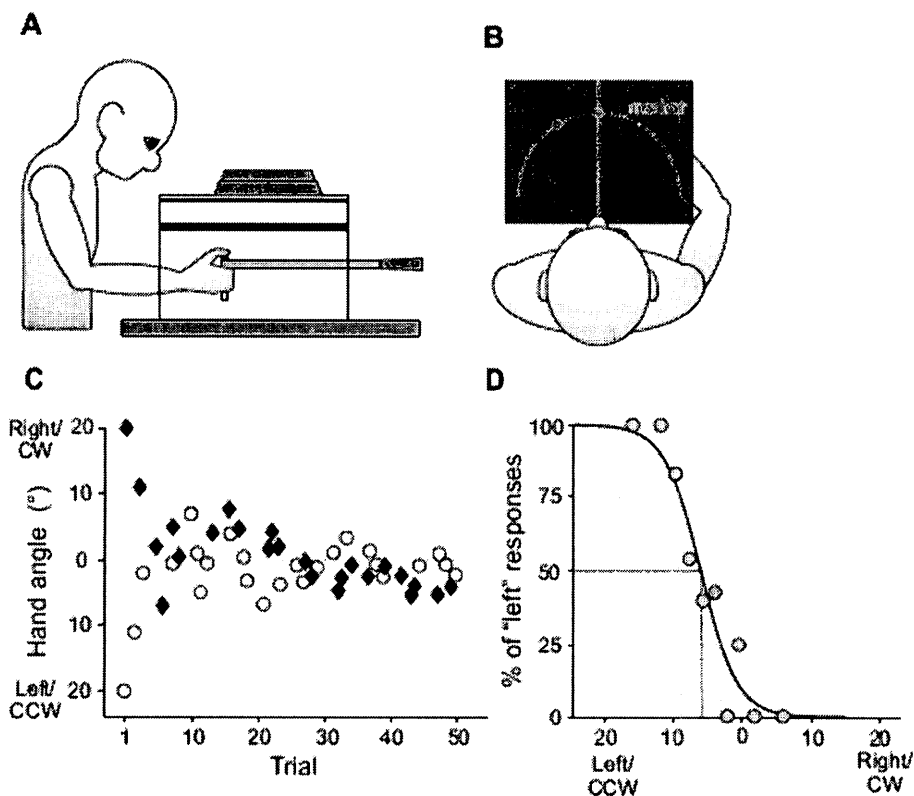 A
B
marker
C
Right/
CW
20
10
0
10
20
Left/
CCW
Hand angle (°)
1
10
20
30
40
50
Trial
D
100
75
50
25
0
% of "left" responses
20
10
0
10
20
Left/
CCW
Right/
CW